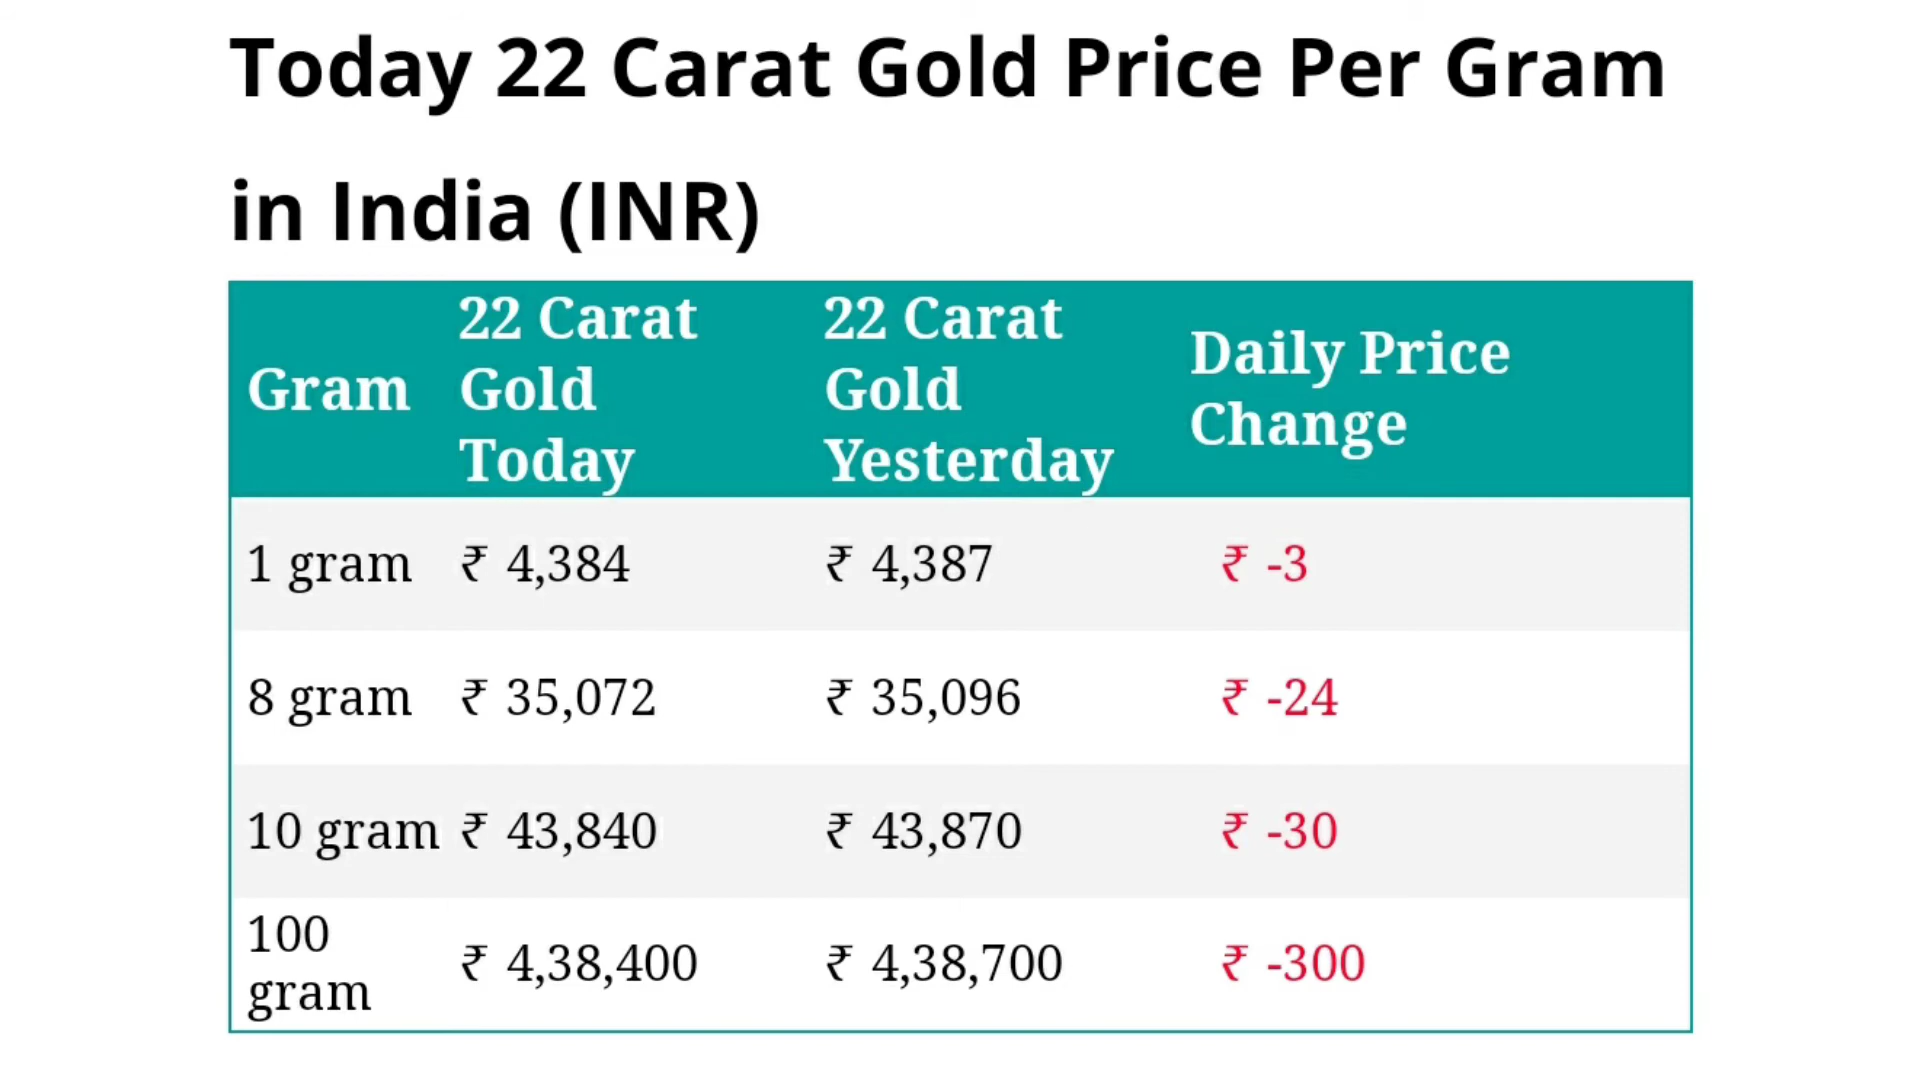 Today 22 Carat Gold Price Per Gram
in India (INR)
Gram
22 Carat
Gold
Today
22 Carat
Gold
Yesterday
Daily Price
Change
1 gram ₹ 4,384 ₹ 4,387 ₹ -3
8 gram ₹ 35,072 ₹ 35,096 ₹ -24
10 gram ₹ 43,840 ₹ 43,870 ₹ -30
100
gram ₹ 4,38,400 ₹ 4,38,700 ₹ -300